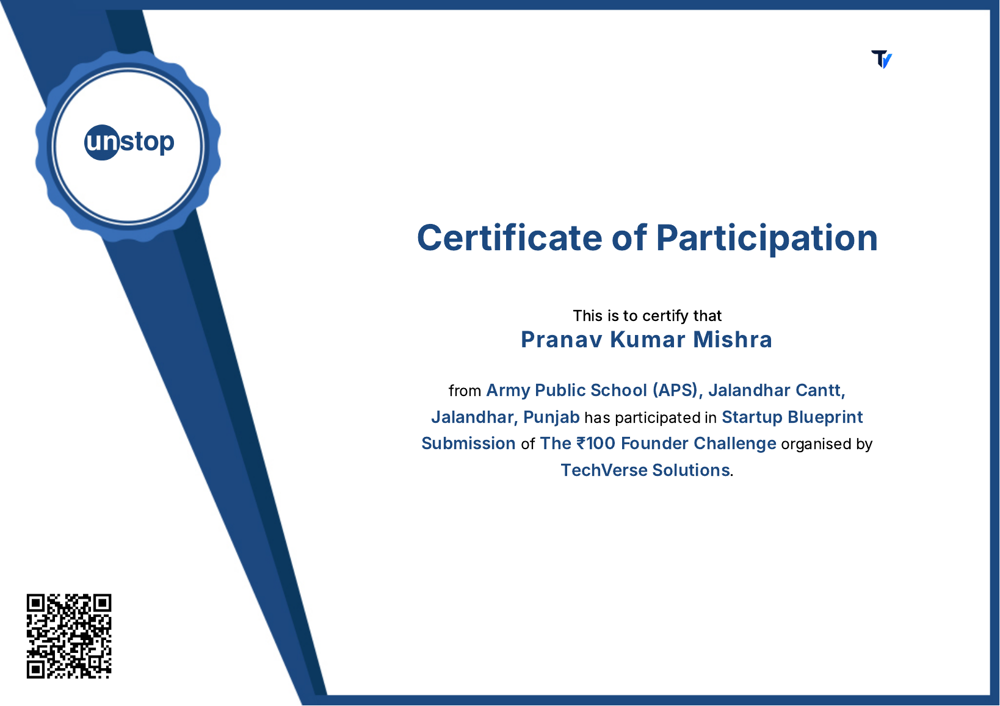 unstop
TV
Certificate of Participation
This is to certify that
Pranav Kumar Mishra
from Army Public School (APS), Jalandhar Cantt,
Jalandhar, Punjab has participated in Startup Blueprint
Submission of The ₹100 Founder Challenge organised by
TechVerse Solutions.